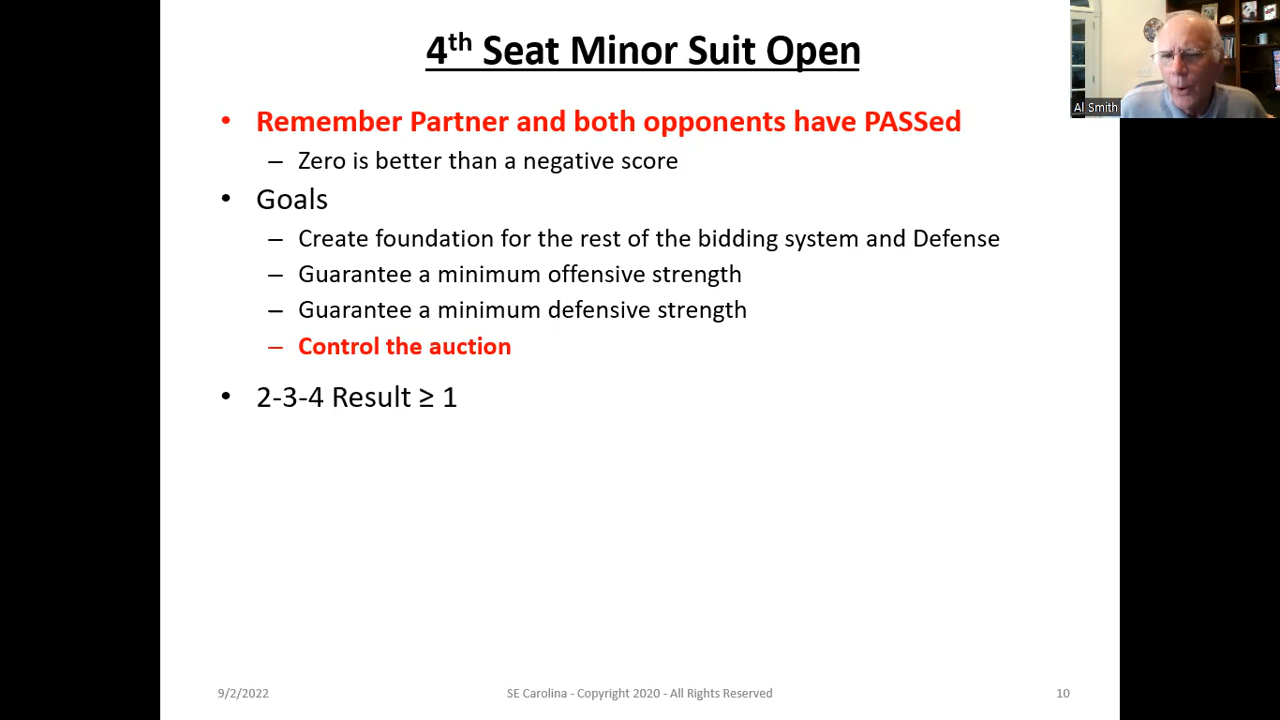 4th Seat Minor Suit Open
• Remember Partner and both opponents have PASSed
– Zero is better than a negative score
• Goals
– Create foundation for the rest of the bidding system and Defense
– Guarantee a minimum offensive strength
– Guarantee a minimum defensive strength
– Control the auction
• 2-3-4 Result ≥ 1
Al Smith
9/2/2022
SE Carolina - Copyright 2020 - All Rights Reserved
10